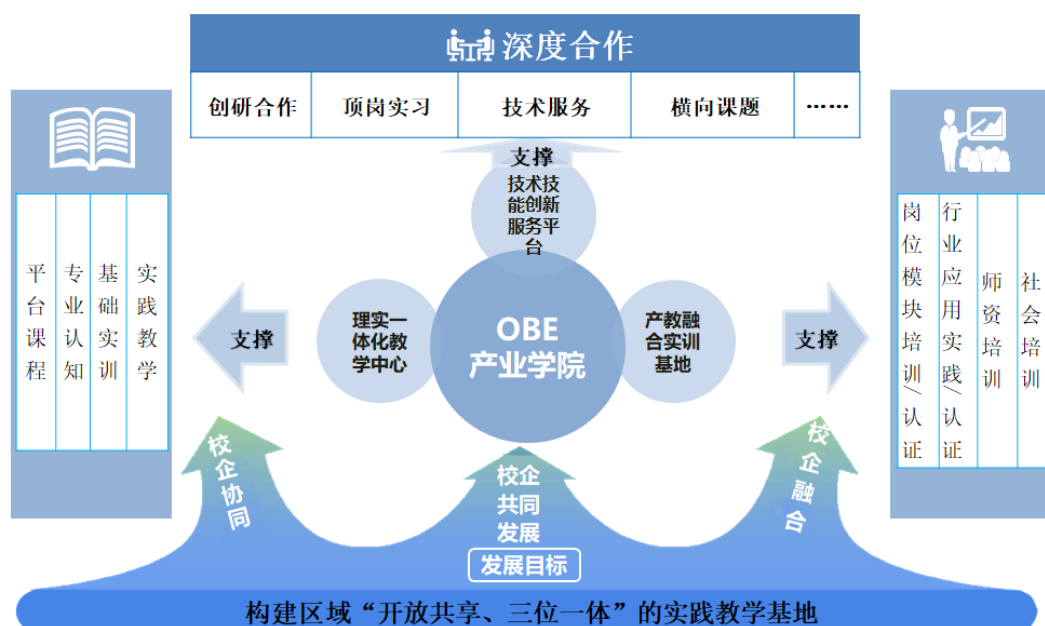 深度合作
创研合作
顶岗实习
技术服务
横向课题
……
支撑
技术技
能创新
服务平
台
平台课程
专业认知
基础实训
实践教学
支撑
理实一
体化教
学中心
OBE
产业学院
产教融
合实训
基地
支撑
岗位模块培训/认证
行业应用实践/认证
师资培训
社会培训
校企协同
校企
共同
发展
校企融合
发展目标
构建区域“开放共享、三位一体”的实践教学基地